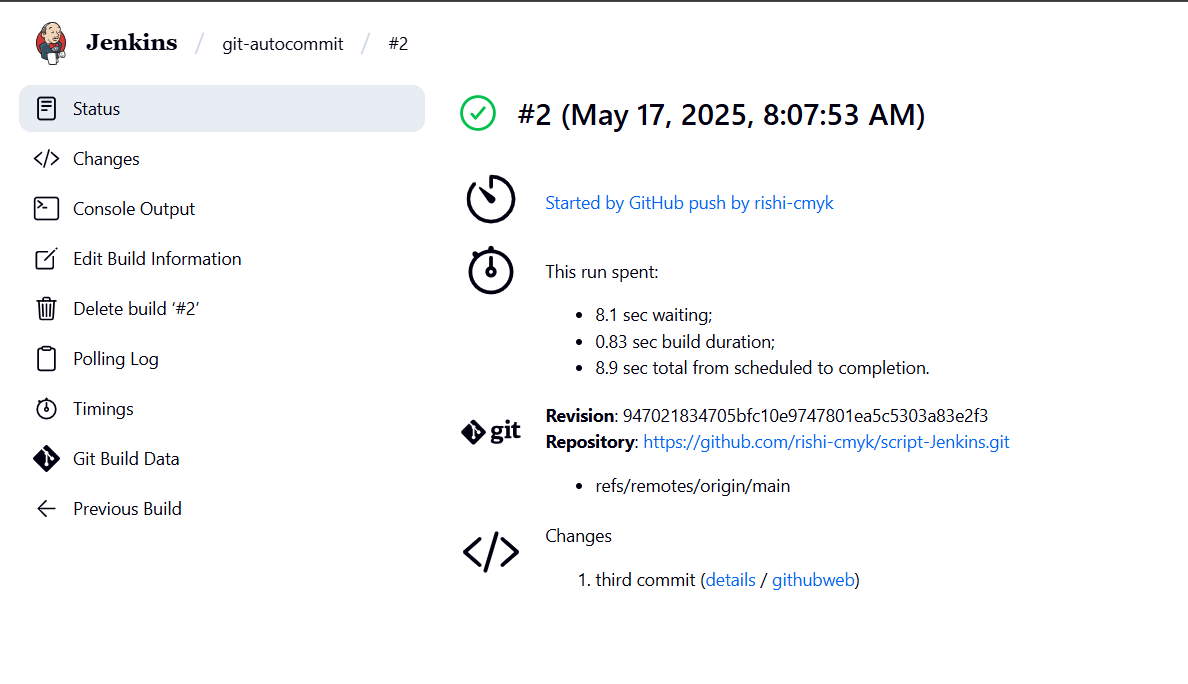 Jenkins / git-autocommit / #2
Status
Changes
Console Output
Edit Build Information
Delete build ‘#2’
Polling Log
Timings
Git Build Data
Previous Build
#2 (May 17, 2025, 8:07:53 AM)
Started by GitHub push by rishi-cmyk
This run spent:
• 8.1 sec waiting;
• 0.83 sec build duration;
• 8.9 sec total from scheduled to completion.
git
Revision: 947021834705bfc10e9747801ea5c5303a83e2f3
Repository: https://github.com/rishi-cmyk/script-Jenkins.git
• refs/remotes/origin/main
Changes
1. third commit (details / githubweb)